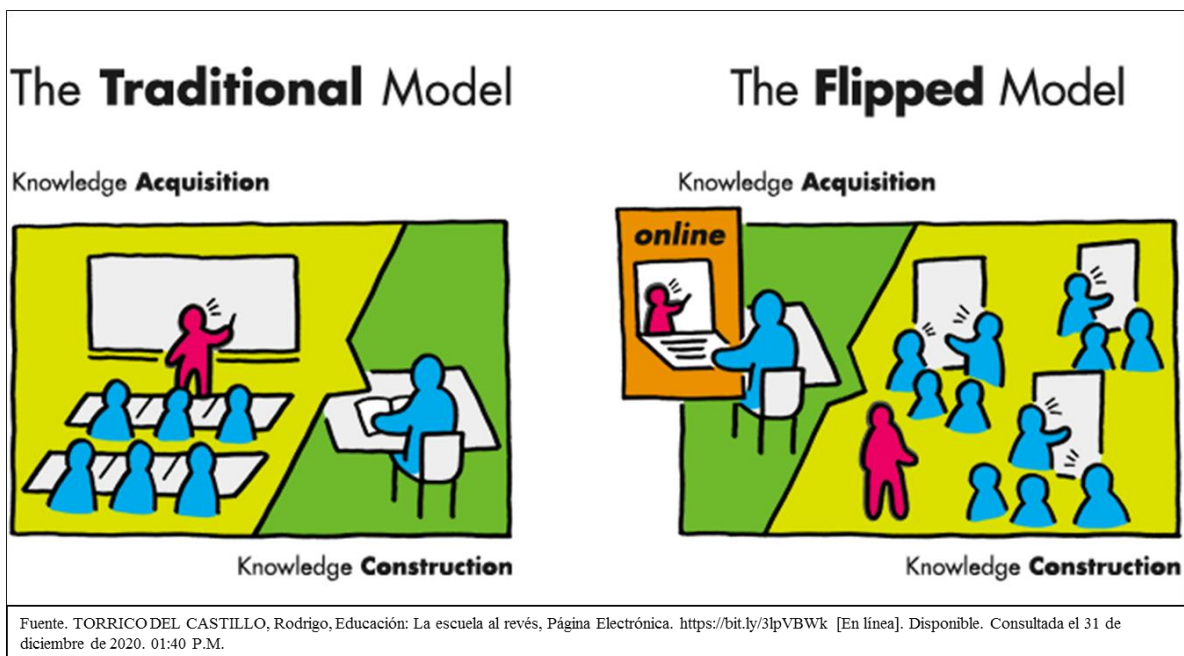 The Traditional Model
Knowledge Acquisition
Knowledge Construction
The Flipped Model
Knowledge Acquisition
online
Knowledge Construction
Fuente. TORRICO DEL CASTILLO, Rodrigo, Educación: La escuela al revés, Página Electrónica. https://bit.ly/3lpVBWk [En línea]. Disponible. Consultada el 31 de
diciembre de 2020. 01:40 P.M.